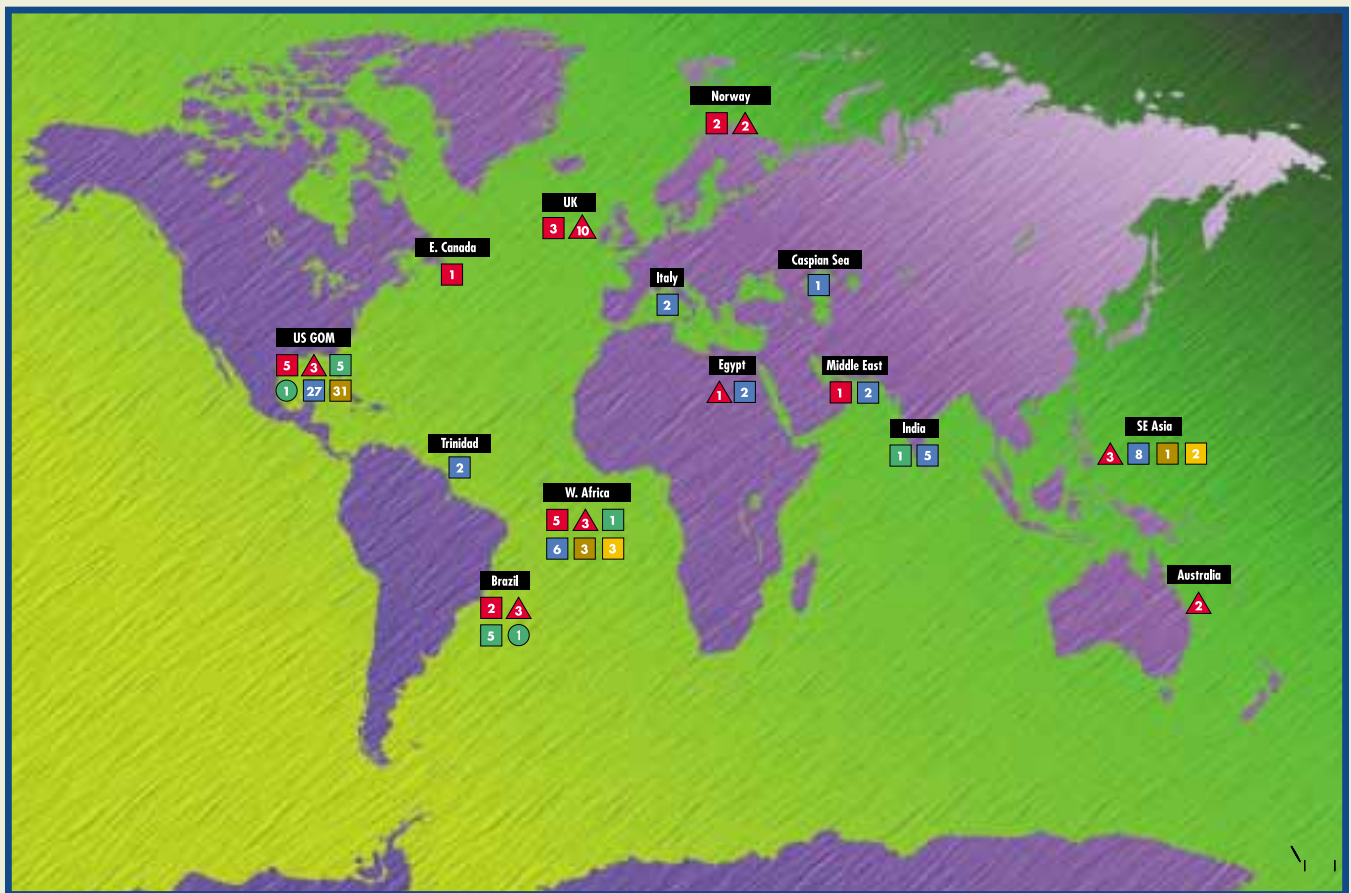 Norway
2 2
UK
3 10
E. Canada
1
Caspian Sea
1
Italy
2
US GOM
5 3 5
1 27 31
Egypt
1 2
Middle East
1 2
India
1 5
SE Asia
3 8 1 2
Trinidad
2
W. Africa
5 3 1
6 3 3
Brazil
2 3
5 1
Australia
2